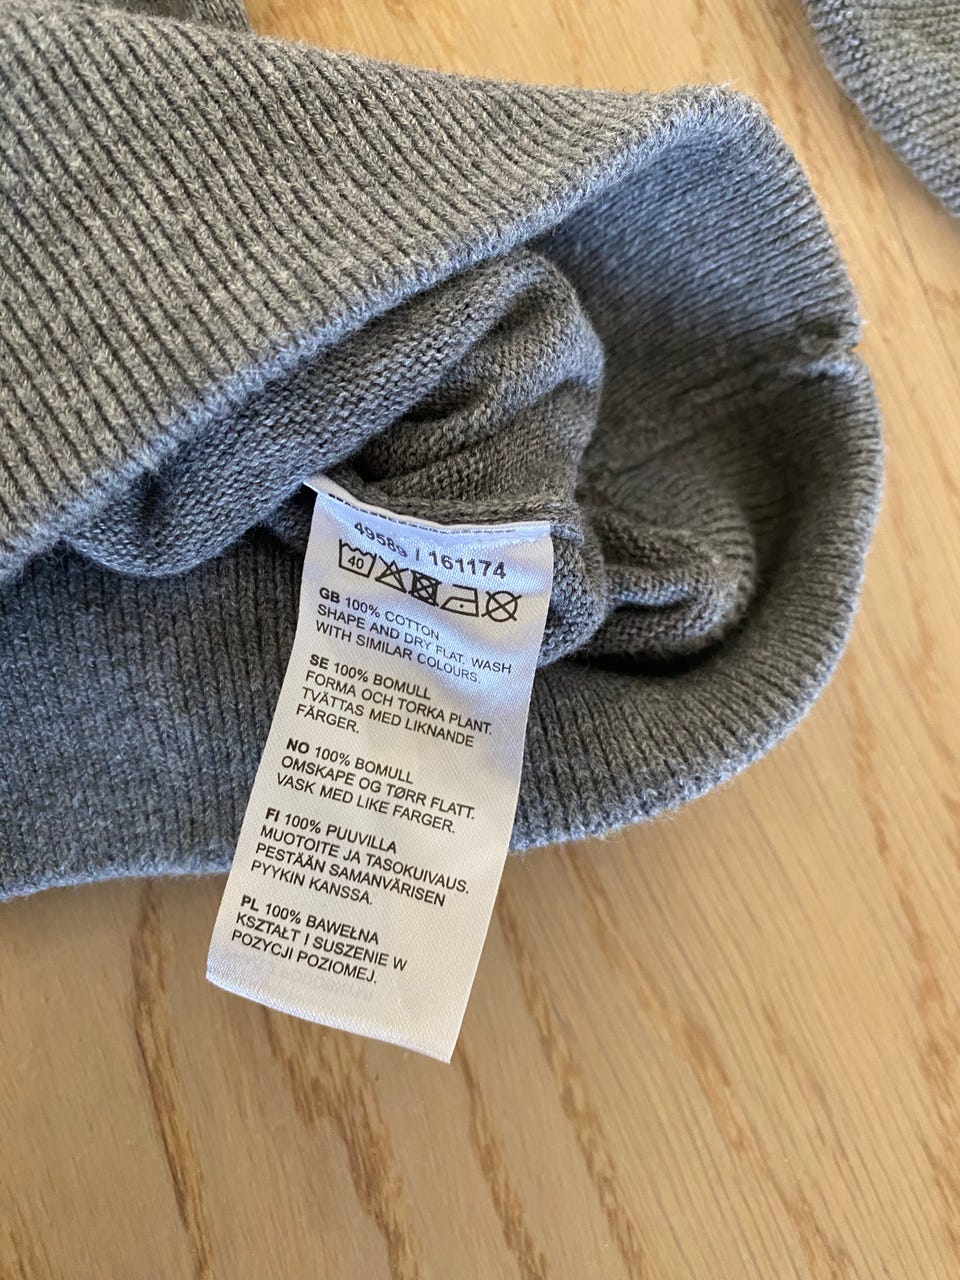 49589 / 161174
40
GB 100% COTTON
SHAPE AND DRY FLAT. WASH
WITH SIMILAR COLOURS.
SE 100% BOMULL
FORMA OCH TORKA PLANT.
TVÄTTAS MED LIKNANDE
FÄRGER.
NO 100% BOMULL
OMSKAPE OG TØRR FLATT.
VASK MED LIKE FARGER.
FI 100% PUUVILLA
MUOTOITE JA TASOKUIVAUS.
PESTÄÄN SAMANVÄRISEN
PYYKIN KANSSA.
PL 100% BAWEŁNA
KSZTAŁT I SUSZENIE W
POZYCJI POZIOMEJ.